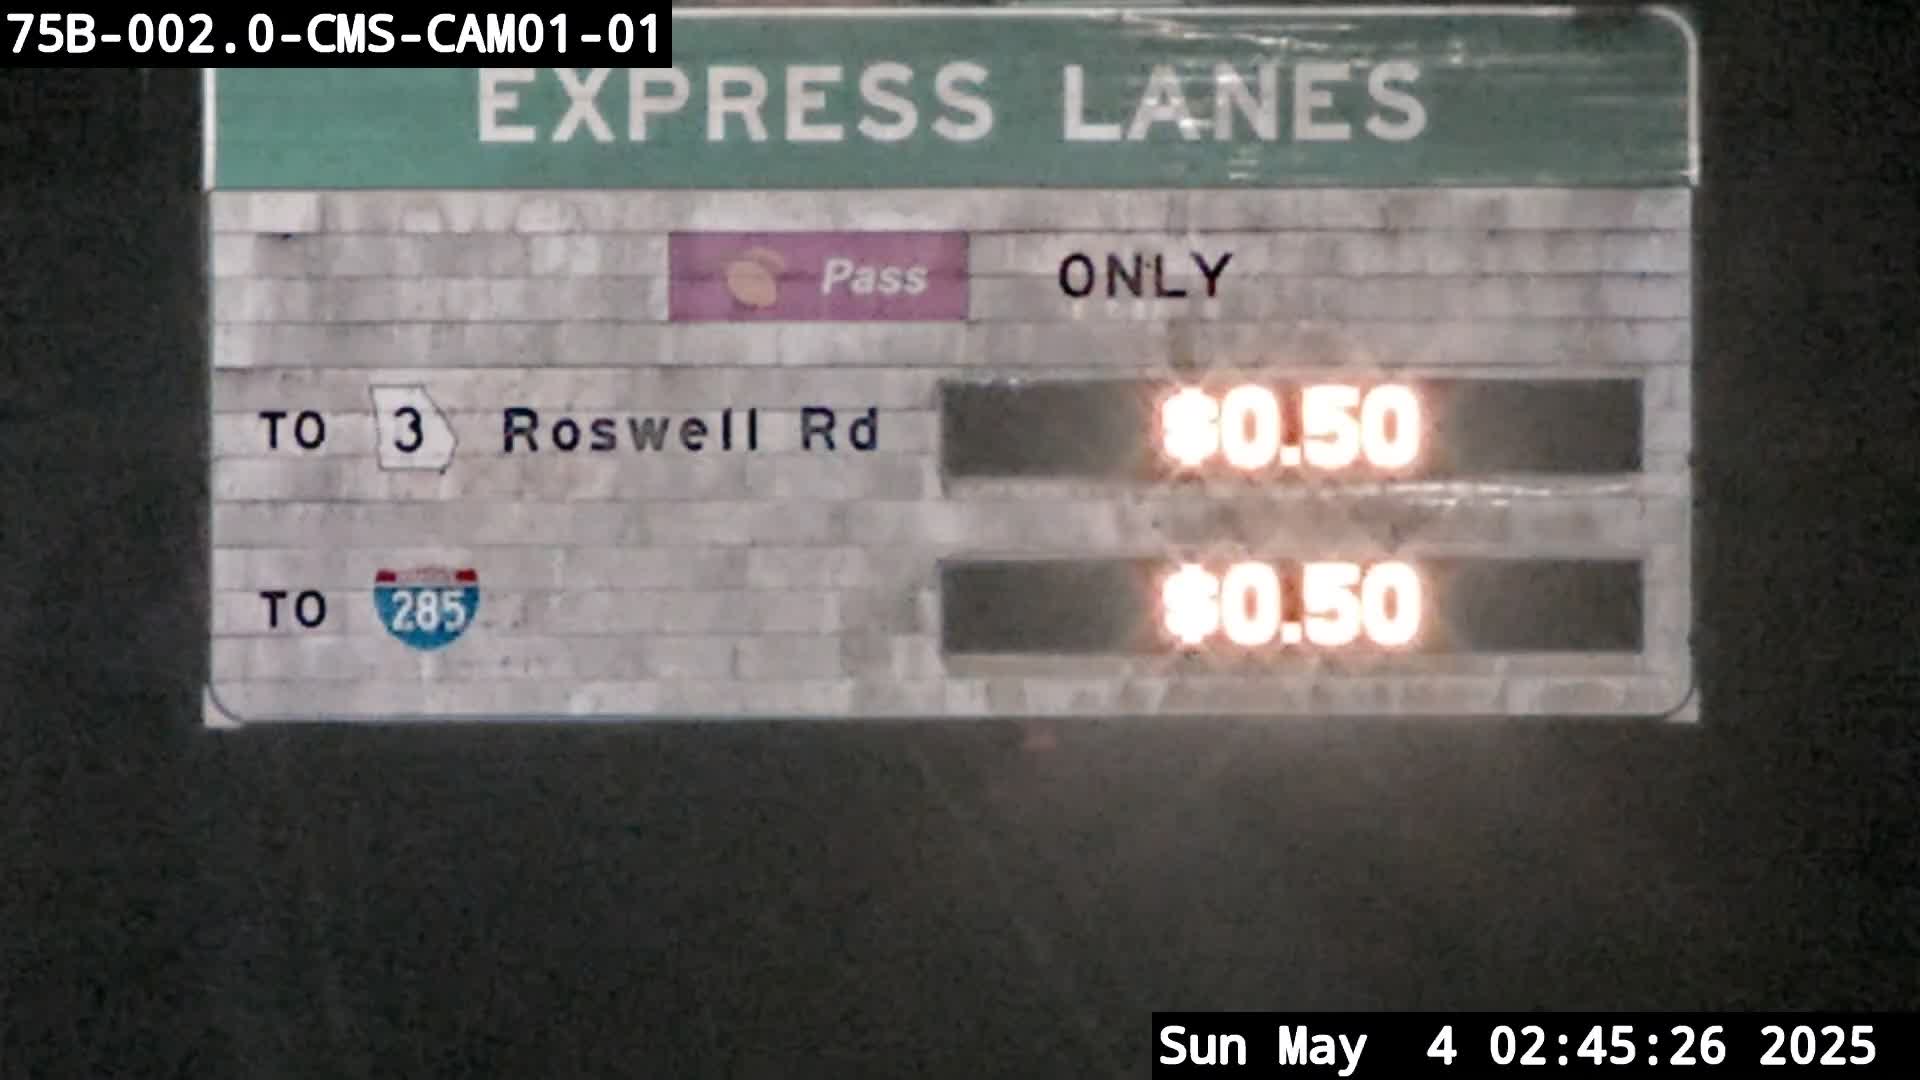 75B-002.0-CMS-CAM01-01
EXPRESS LANES
Pass ONLY
TO 3 Roswell Rd $0.50
TO 285 $0.50
Sun May 4 02:45:26 2025